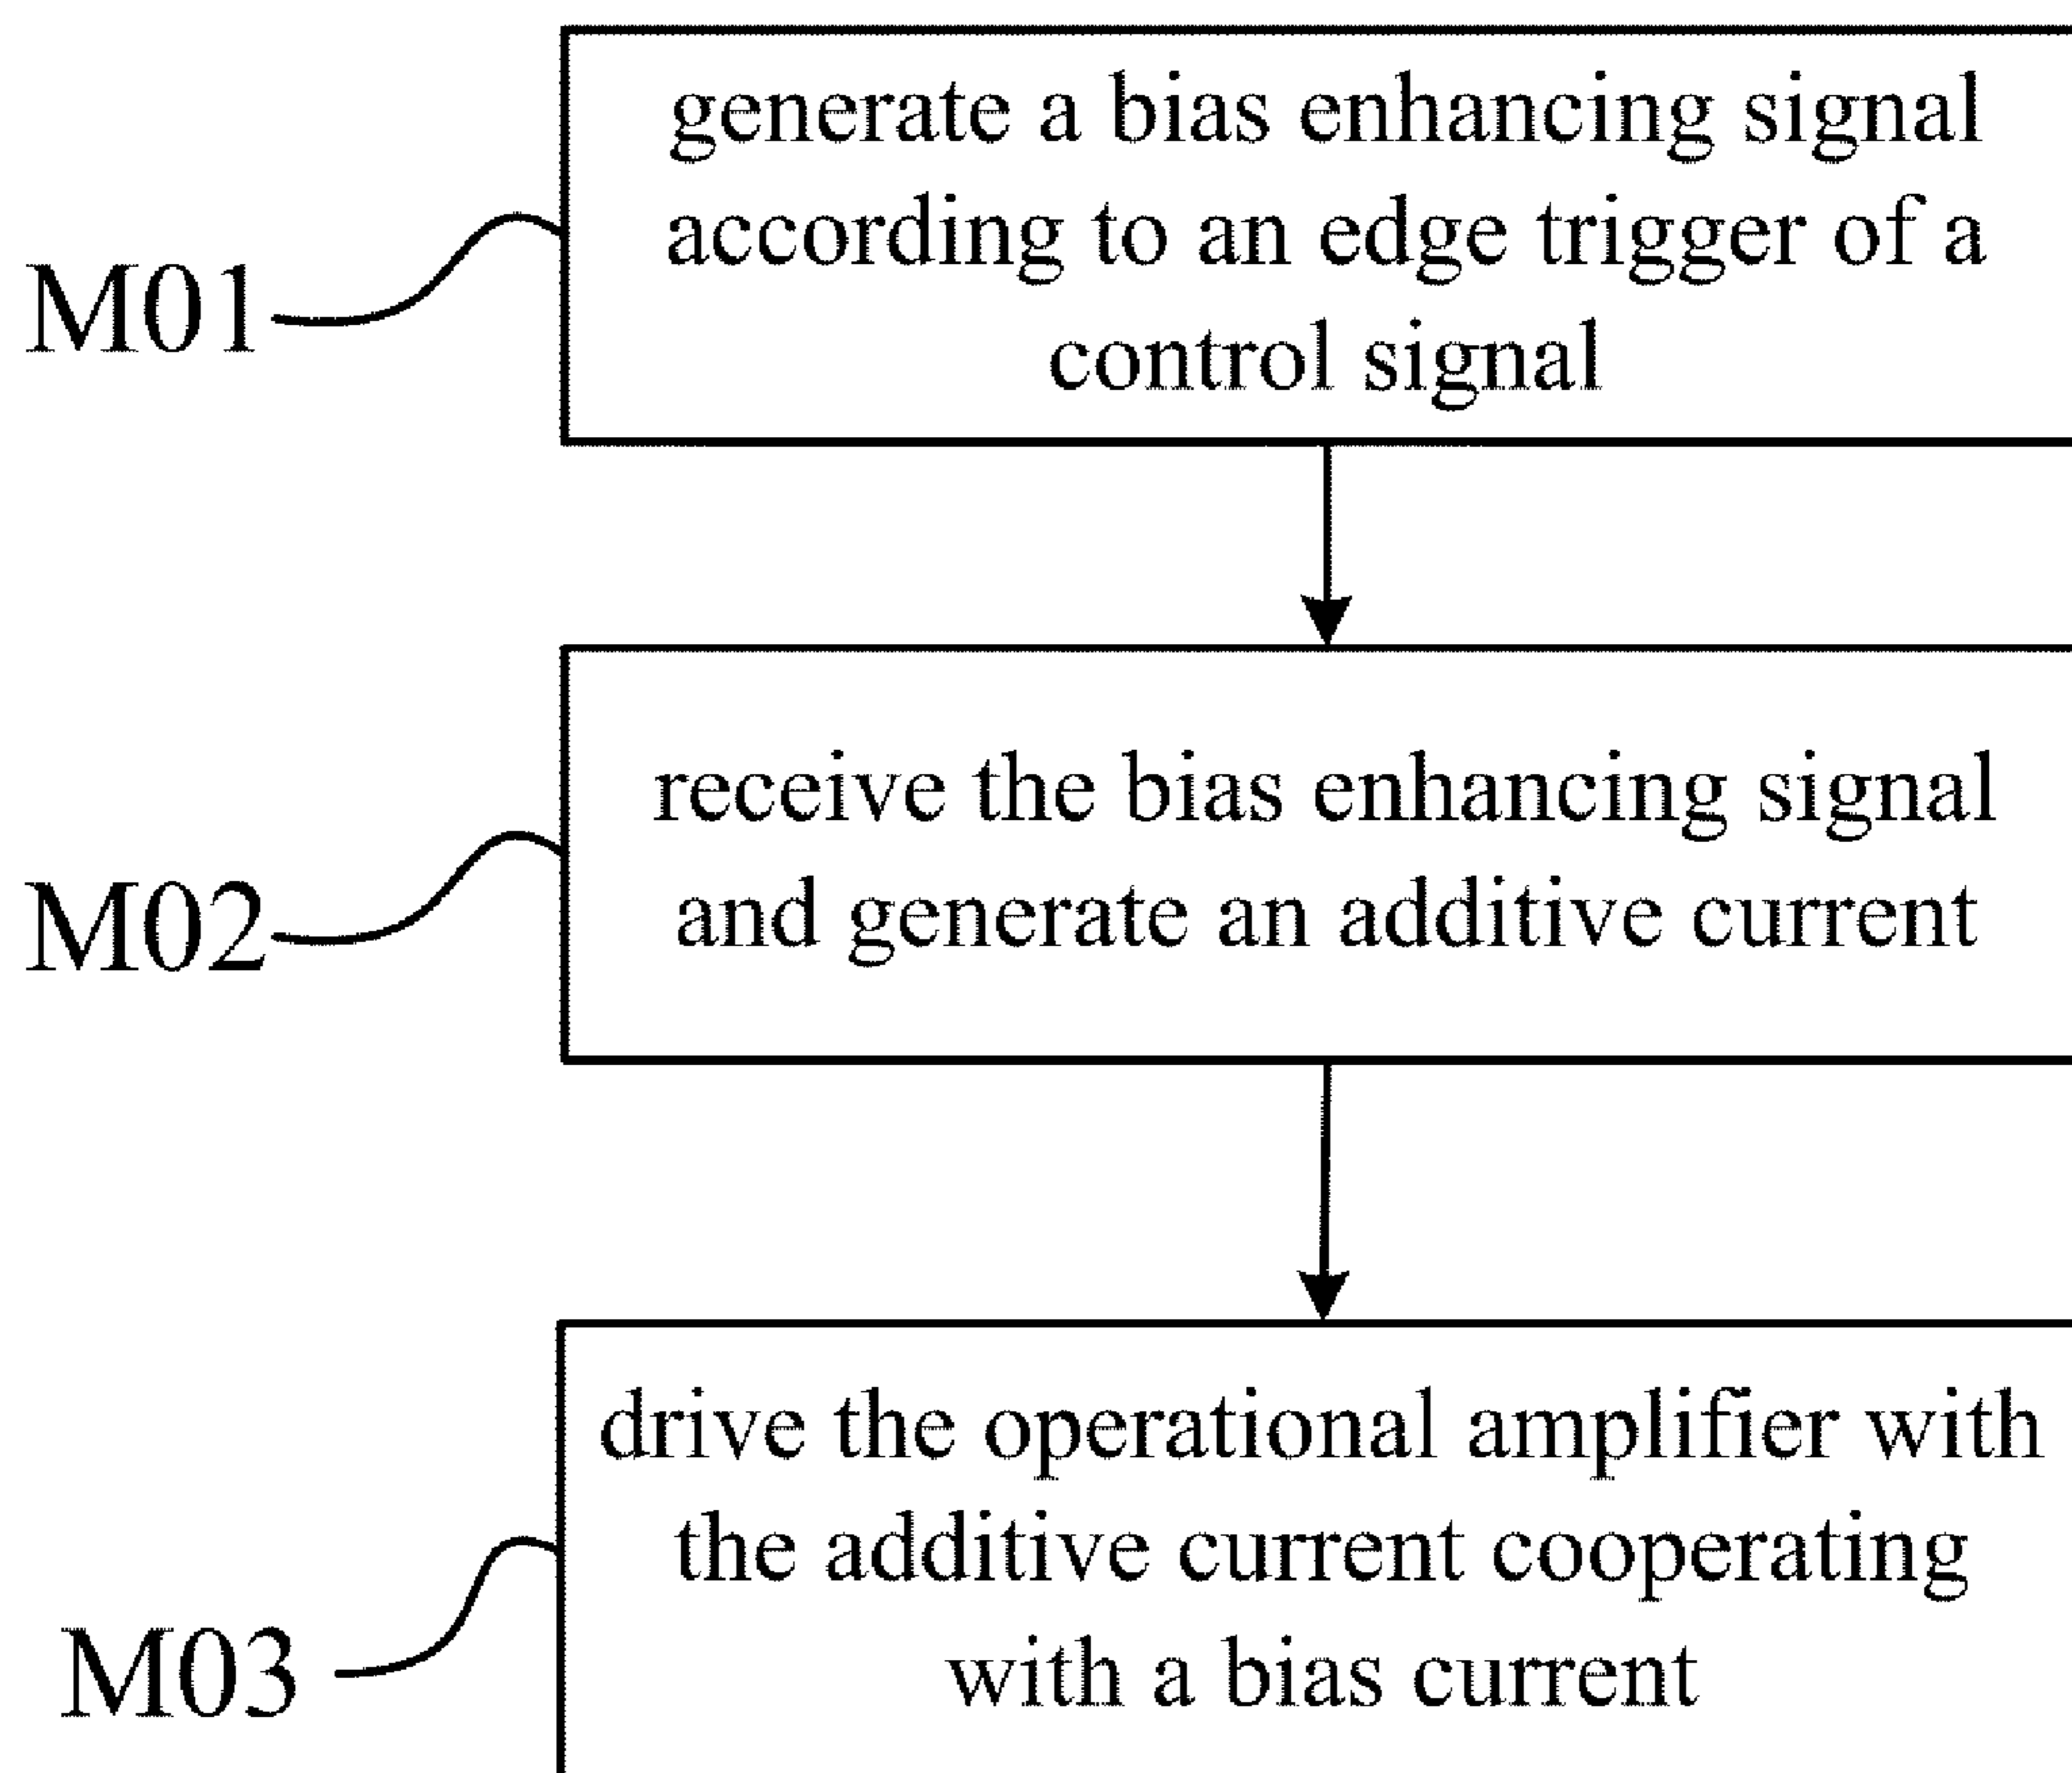 generate a bias enhancing signal
according to an edge trigger of a
control signal
M01
receive the bias enhancing signal
and generate an additive current
M02
drive the operational amplifier with
the additive current cooperating
with a bias current
M03